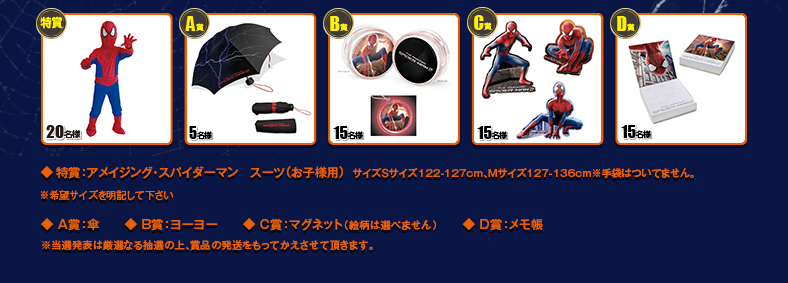 特賞
A賞
B賞
C賞
D賞
20名様
5名様
15名様
15名様
15名様
◆ 特賞：アメイジング・スパイダーマン　スーツ（お子様用） サイズSサイズ122-127cm、Mサイズ127-136cm※手袋はついてません。
※希望サイズを明記して下さい
◆ A賞：傘　◆ B賞：ヨーヨー　◆ C賞：マグネット（絵柄は選べません）　◆ D賞：メモ帳
※当選発表は厳選なる抽選の上、賞品の発送をもってかえさせて頂きます。